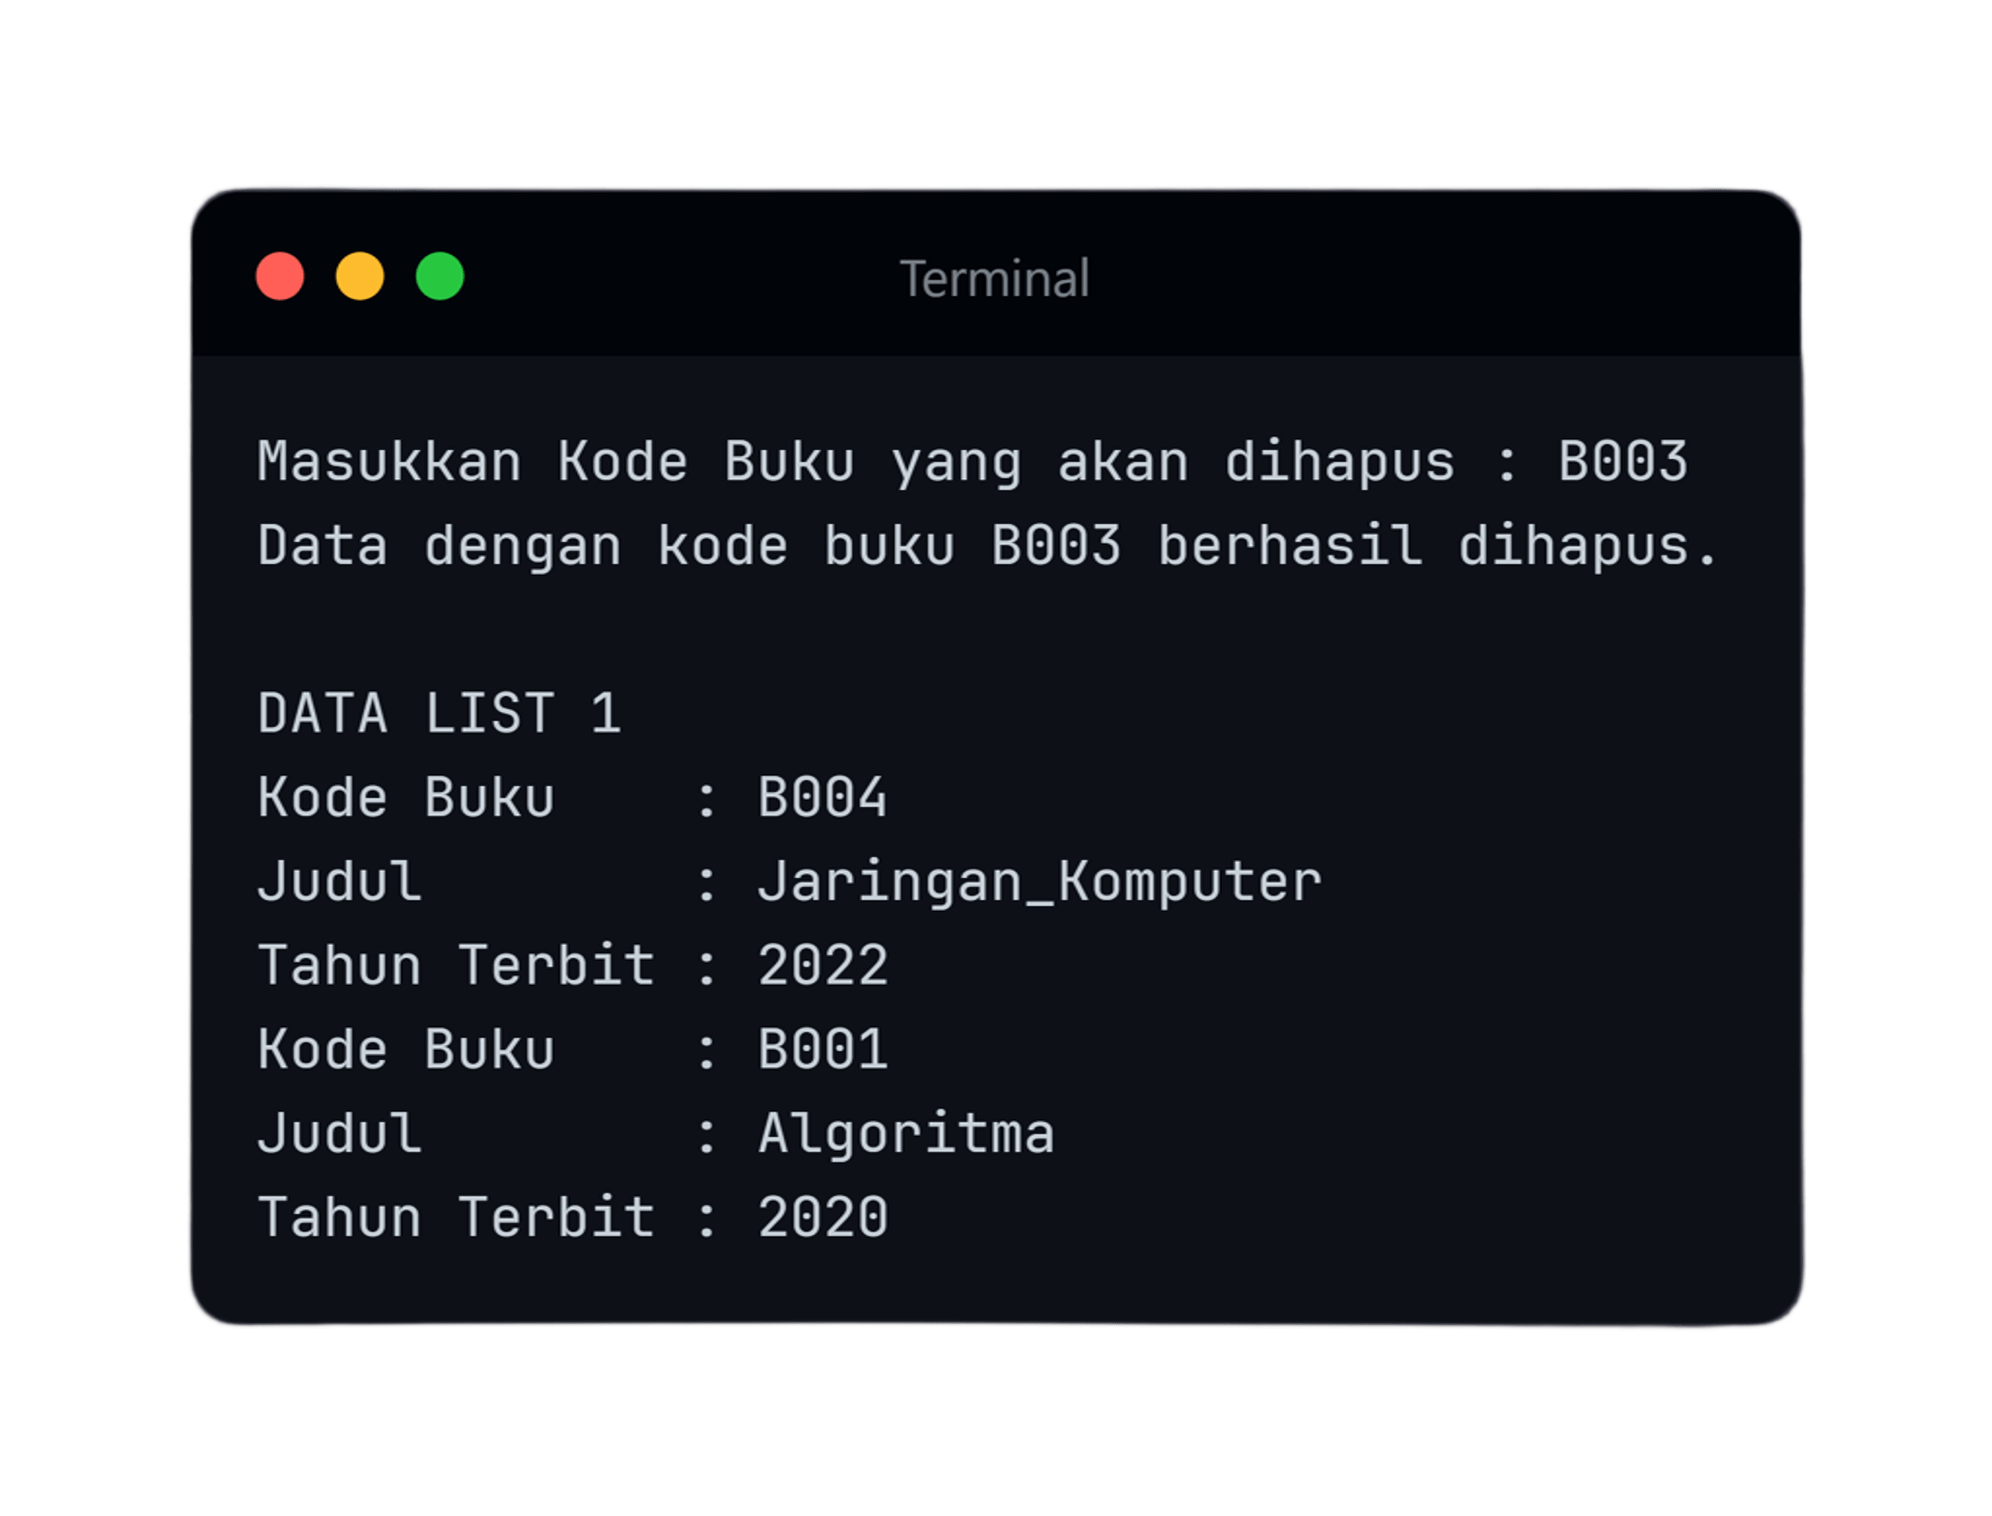 Terminal
Masukkan Kode Buku yang akan dihapus : B003
Data dengan kode buku B003 berhasil dihapus.
DATA LIST 1
Kode Buku    : B004
Judul        : Jaringan_Komputer
Tahun Terbit : 2022
Kode Buku    : B001
Judul        : Algoritma
Tahun Terbit : 2020